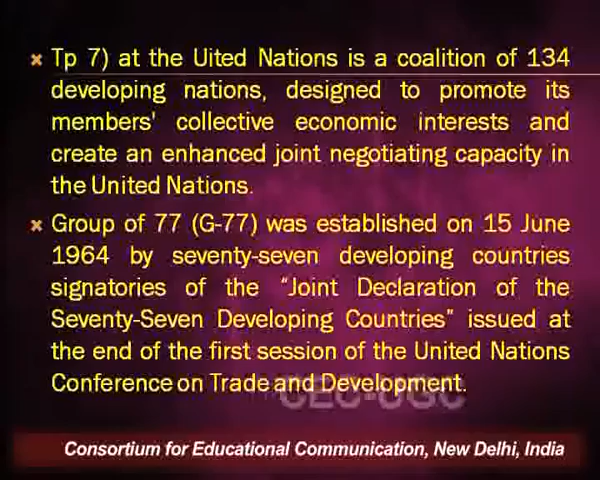 Tp 7) at the Uited Nations is a coalition of 134
developing nations, designed to promote its
members' collective economic interests and
create an enhanced joint negotiating capacity in
the United Nations.
Group of 77 (G-77) was established on 15 June
1964 by seventy-seven developing countries
signatories of the “Joint Declaration of the
Seventy-Seven Developing Countries” issued at
the end of the first session of the United Nations
Conference on Trade and Development.
CEC-UGC
Consortium for Educational Communication, New Delhi, India